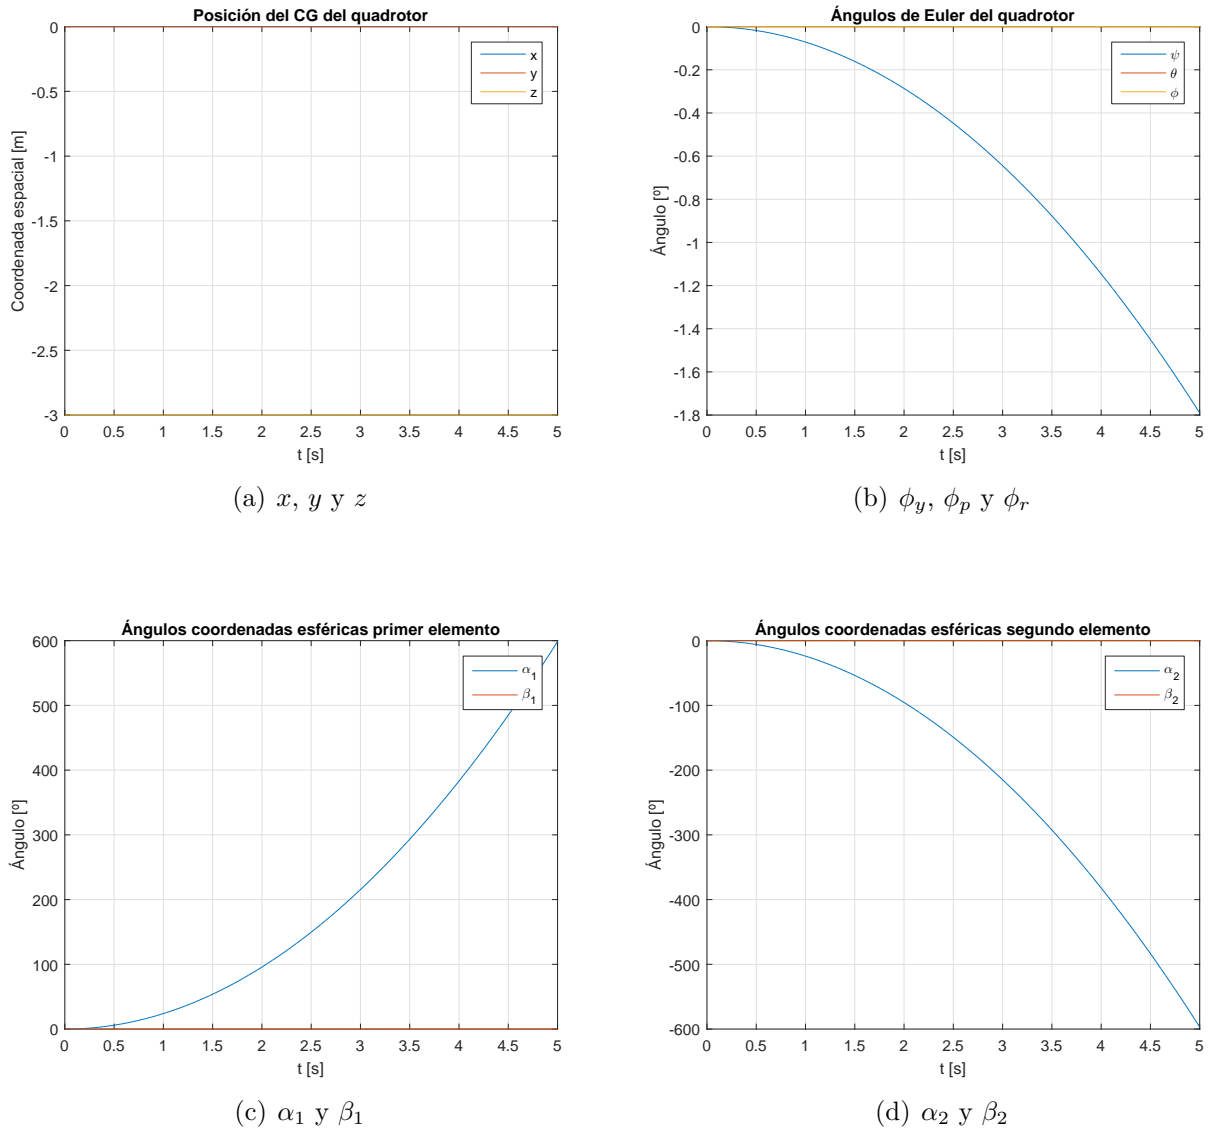 Posición del CG del quadrotor
Coordenada espacial [m]
0
-0.5
-1
-1.5
-2
-2.5
-3
x
y
z
0 0.5 1 1.5 2 2.5 3 3.5 4 4.5 5
t [s]
(a) x, y y z
Ángulos de Euler del quadrotor
Ángulo [º]
0
-0.2
-0.4
-0.6
-0.8
-1
-1.2
-1.4
-1.6
-1.8
ψ
θ
ϕ
0 0.5 1 1.5 2 2.5 3 3.5 4 4.5 5
t [s]
(b) ϕ_y, ϕ_p y ϕ_r
Ángulos coordenadas esféricas primer elemento
Ángulo [º]
600
500
400
300
200
100
0
α_1
β_1
0 0.5 1 1.5 2 2.5 3 3.5 4 4.5 5
t [s]
(c) α_1 y β_1
Ángulos coordenadas esféricas segundo elemento
Ángulo [º]
0
-100
-200
-300
-400
-500
-600
α_2
β_2
0 0.5 1 1.5 2 2.5 3 3.5 4 4.5 5
t [s]
(d) α_2 y β_2